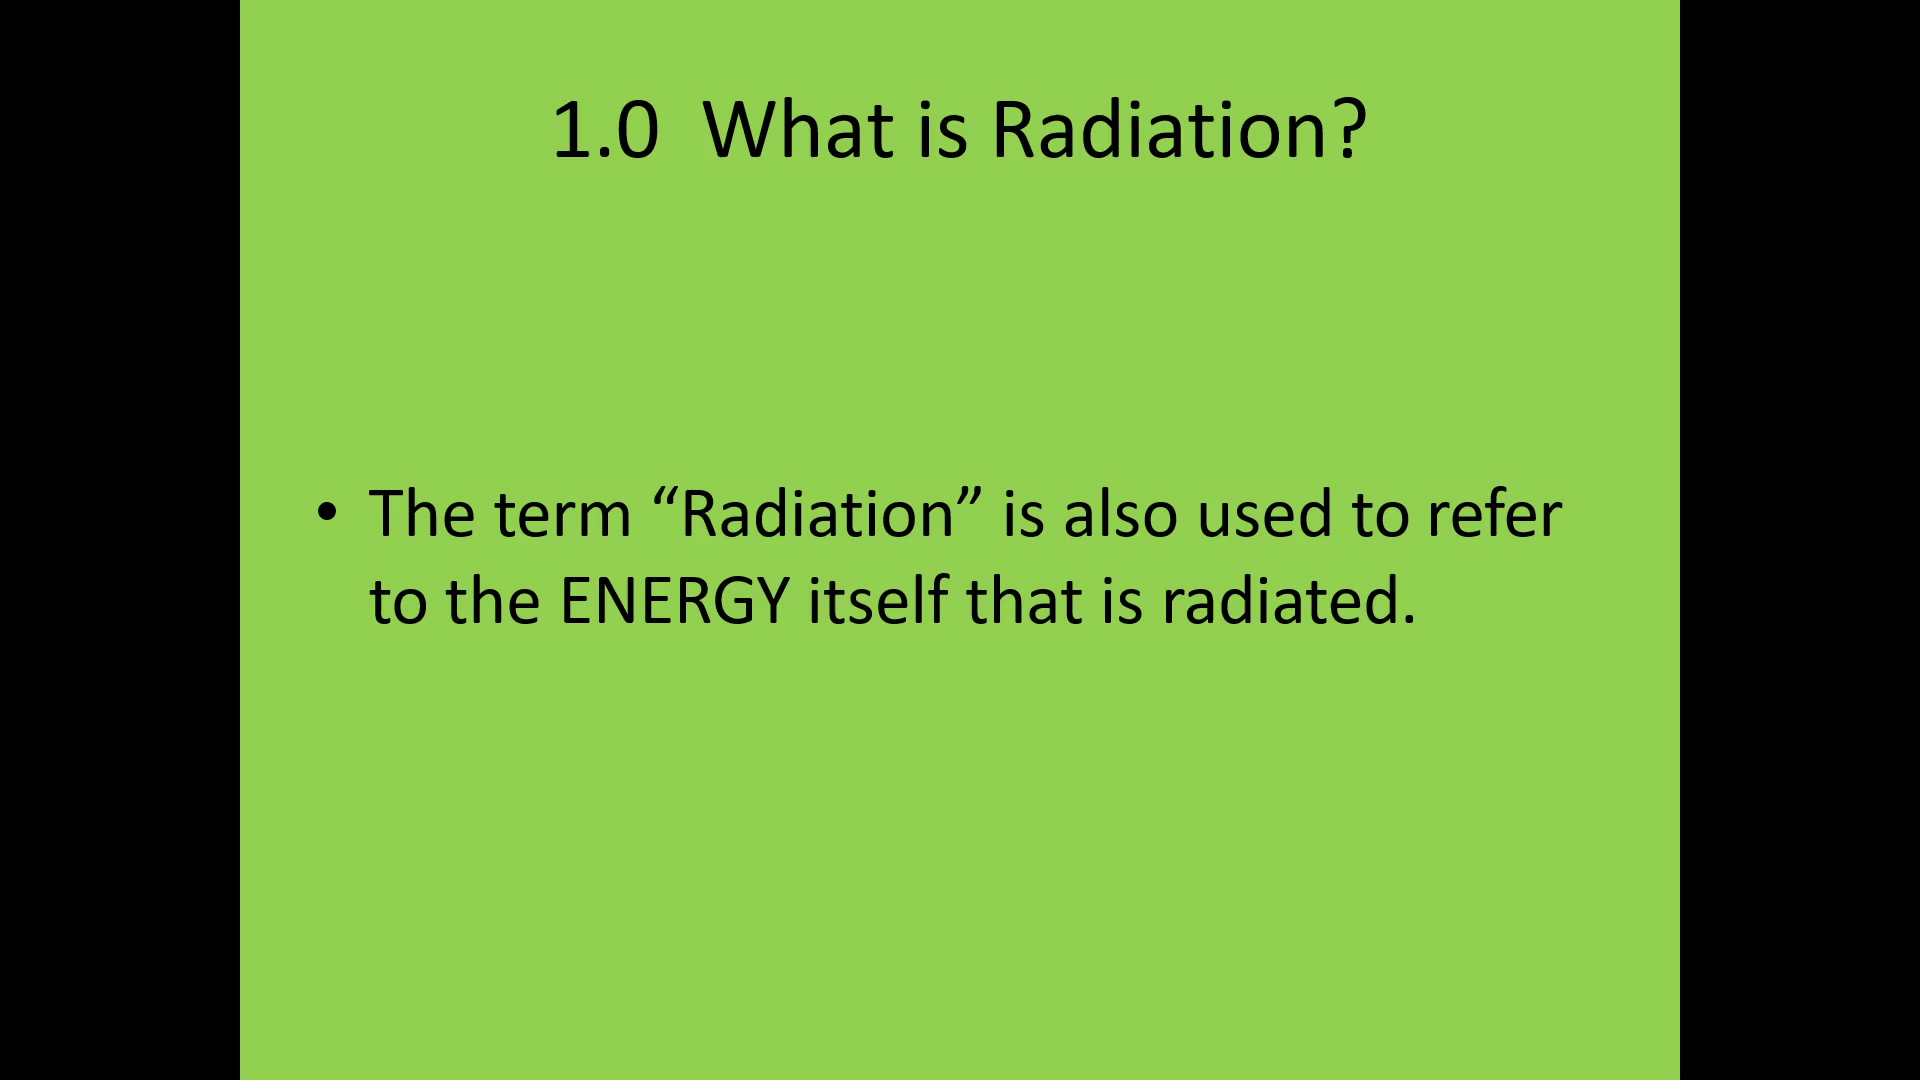 1.0  What is Radiation?
• The term “Radiation” is also used to refer
to the ENERGY itself that is radiated.